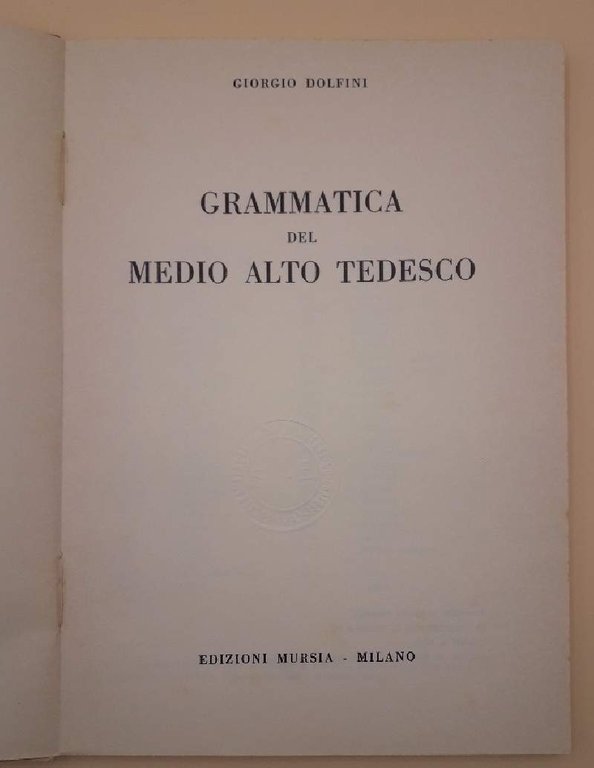 GIORGIO DOLFINI
GRAMMATICA
DEL
MEDIO ALTO TEDESCO
EDIZIONI MURSIA - MILANO